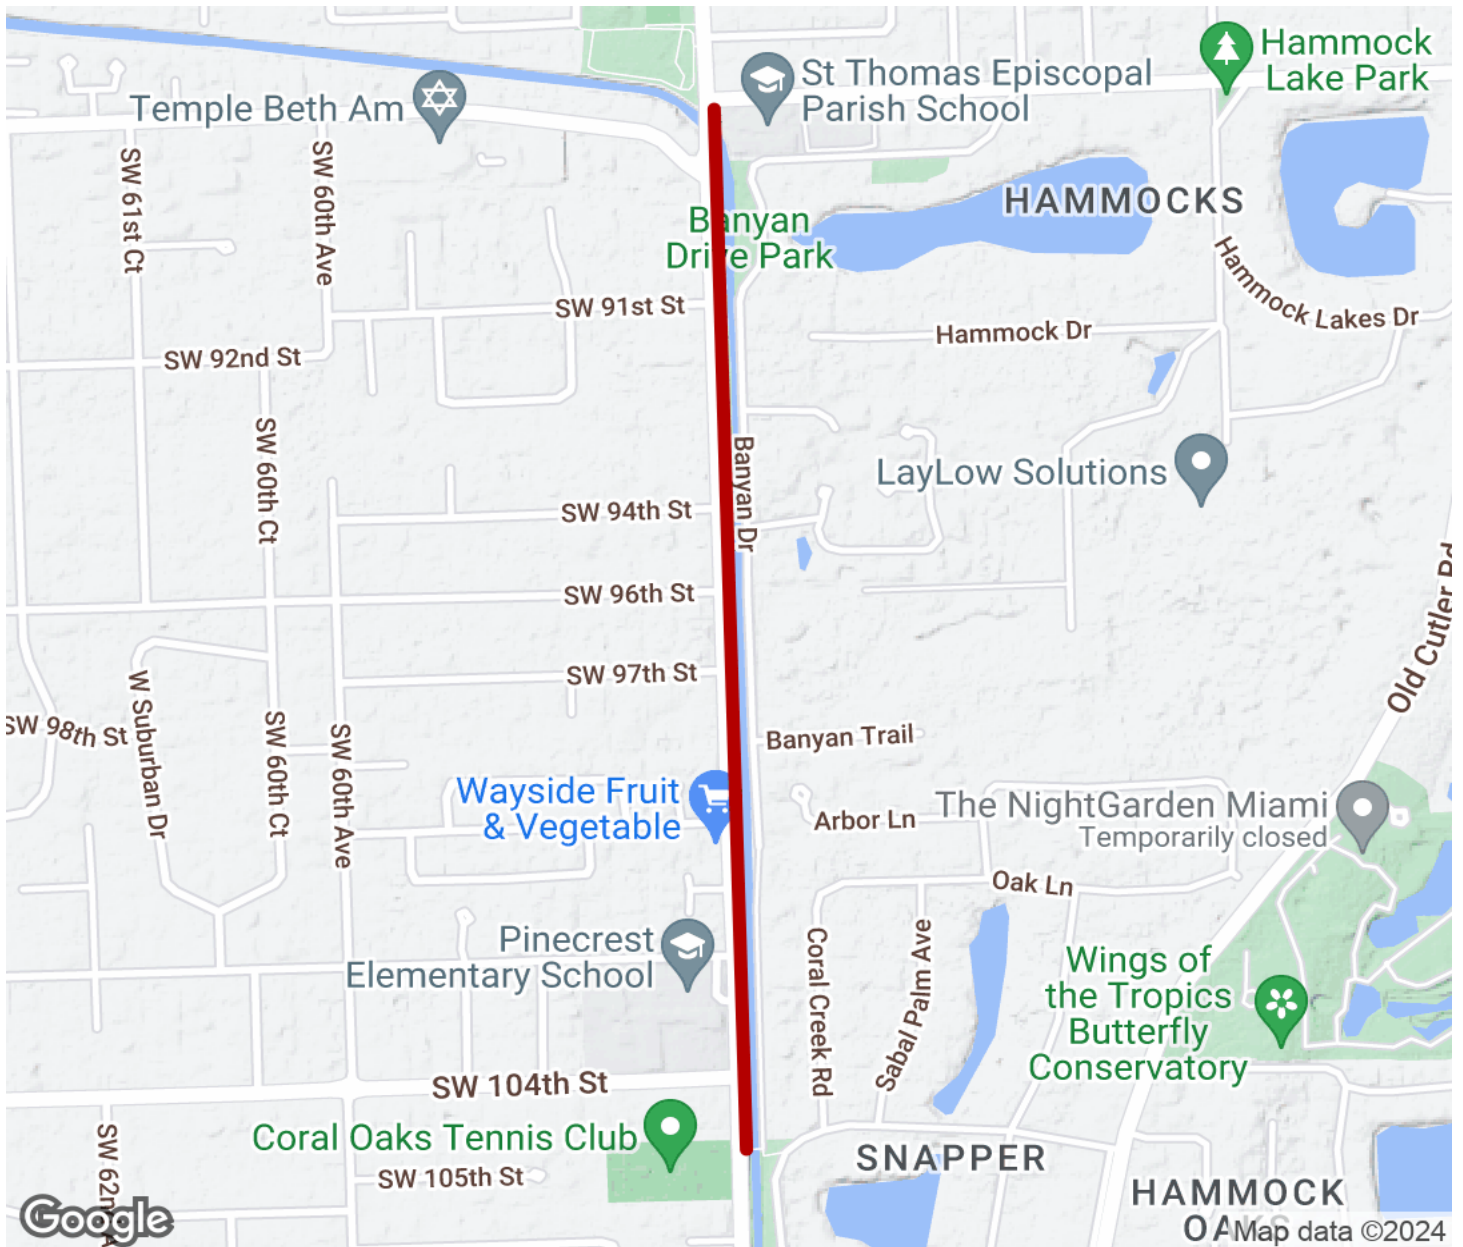 Hammock
Lake Park
St Thomas Episcopal
Parish School
Temple Beth Am
SW 61st Ct
SW 60th Ave
HAMMOCKS
Banyan
Drive Park
Hammock Lakes Dr
SW 91st St
Hammock Dr
SW 92nd St
SW 60th Ct
Banyan Dr
LayLow Solutions
SW 94th St
SW 96th St
Old Cutler Rd
SW 97th St
W Suburban Dr
SW 98th St
SW 60th Ct
SW 60th Ave
Banyan Trail
Wayside Fruit
& Vegetable
Arbor Ln
The NightGarden Miami
Temporarily closed
Oak Ln
Pinecrest
Elementary School
Coral Creek Rd
Sabal Palm Ave
Wings of
the Tropics
Butterfly
Conservatory
SW 104th St
Coral Oaks Tennis Club
SW 105th St
SNAPPER
SW 62nd A
HAMMOCK
OAKS
Google
Map data ©2024